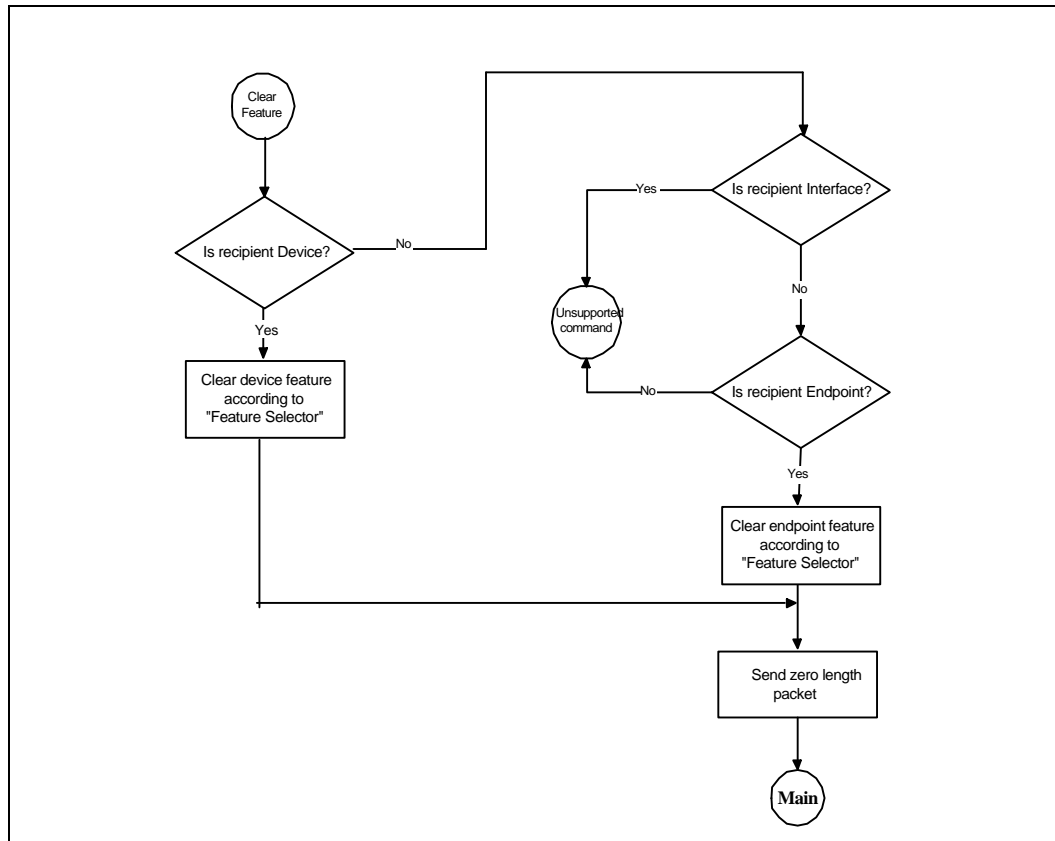 Clear
Feature
Is recipient Device?
No
Yes
Clear device feature
according to
"Feature Selector"
Is recipient Interface?
Yes
No
Unsupported
command
Is recipient Endpoint?
No
Yes
Clear endpoint feature
according to
"Feature Selector"
Send zero length
packet
Main